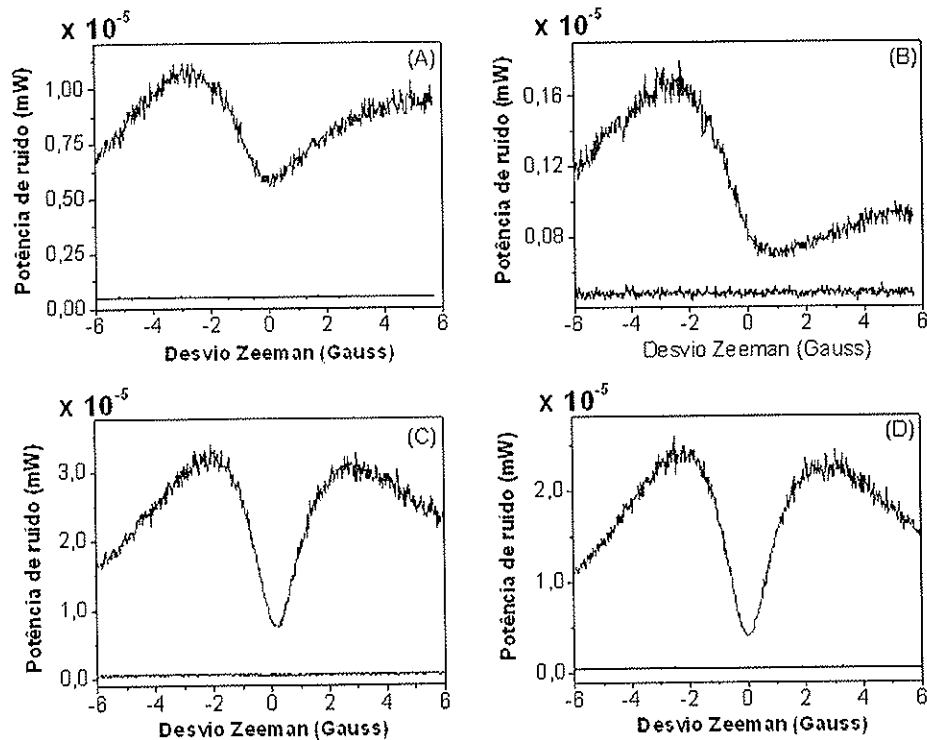 x 10-5
(A)
Potência de ruído (mW)
1,00
0,75
0,50
0,25
0,00
-6 -4 -2 0 2 4 6
Desvio Zeeman (Gauss)
x 10-5
(B)
Potência de ruído (mW)
0,16
0,12
0,08
-6 -4 -2 0 2 4 6
Desvio Zeeman (Gauss)
x 10-5
(C)
Potência de ruído (mW)
3,0
2,0
1,0
0,0
-6 -4 -2 0 2 4 6
Desvio Zeeman (Gauss)
x 10-5
(D)
Potência de ruído (mW)
2,0
1,0
0,0
-6 -4 -2 0 2 4 6
Desvio Zeeman (Gauss)